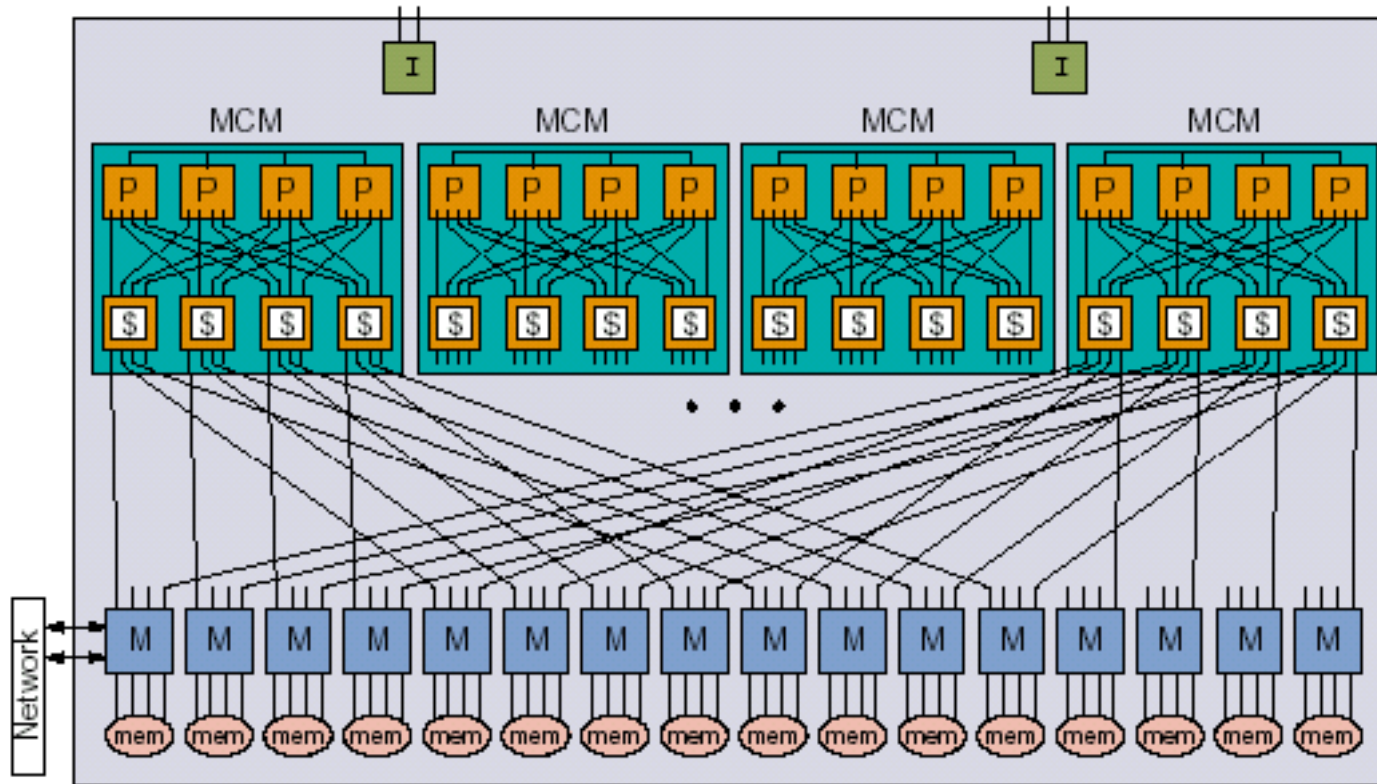 I I
MCM MCM MCM MCM
P P P P P P P P P P P P P P P P
$ $ $ $ $ $ $ $ $ $ $ $ $ $ $ $
• • •
M M M M M M M M M M M M M M M M
Network
mem mem mem mem mem mem mem mem mem mem mem mem mem mem mem mem